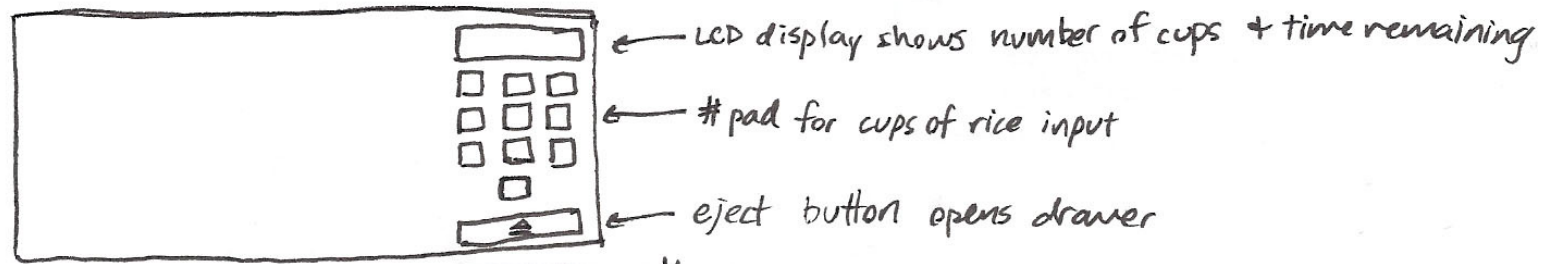 LCD display shows number of cups + time remaining
# pad for cups of rice input
eject button opens drawer